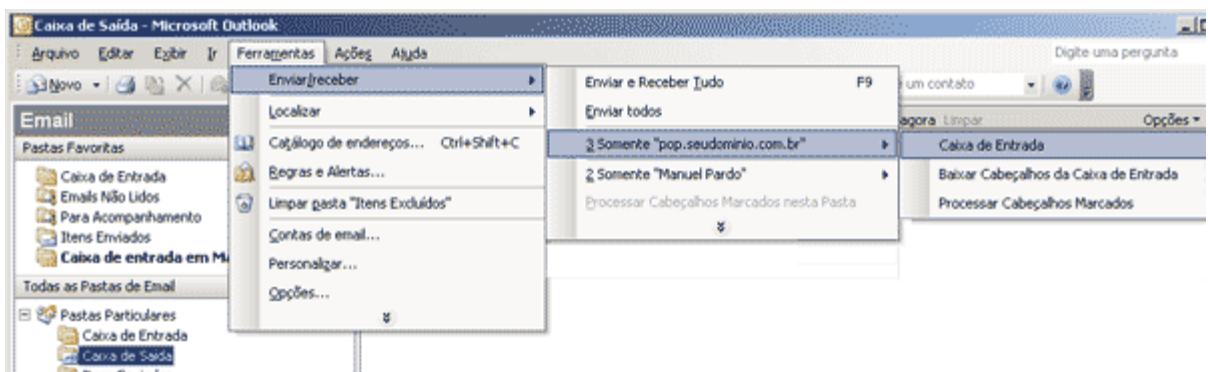 Caixa de Saída - Microsoft Outlook
Arquivo Editar Exibir Ir Ferramentas Ações Ajuda Digite uma pergunta
Novo um contato
Enviar/receber
Localizar
Catálogo de endereços... Ctrl+Shift+C
Regras e Alertas...
Limpar pasta "Itens Excluídos"
Contas de email...
Personalizar...
Opções...
Enviar e Receber Tudo F9
Enviar todos
3 Somente "pop.seudominio.com.br"
2 Somente "Manuel Pardo"
Processar Cabeçalhos Marcados nesta Pasta
agora Limpar Opções
Caixa de Entrada
Baixar Cabeçalhos da Caixa de Entrada
Processar Cabeçalhos Marcados
Email
Pastas Favoritas
Caixa de Entrada
Emails Não Lidos
Para Acompanhamento
Itens Enviados
Caixa de entrada em
Todas as Pastas de Email
Pastas Particulares
Caixa de Entrada
Caixa de Saída